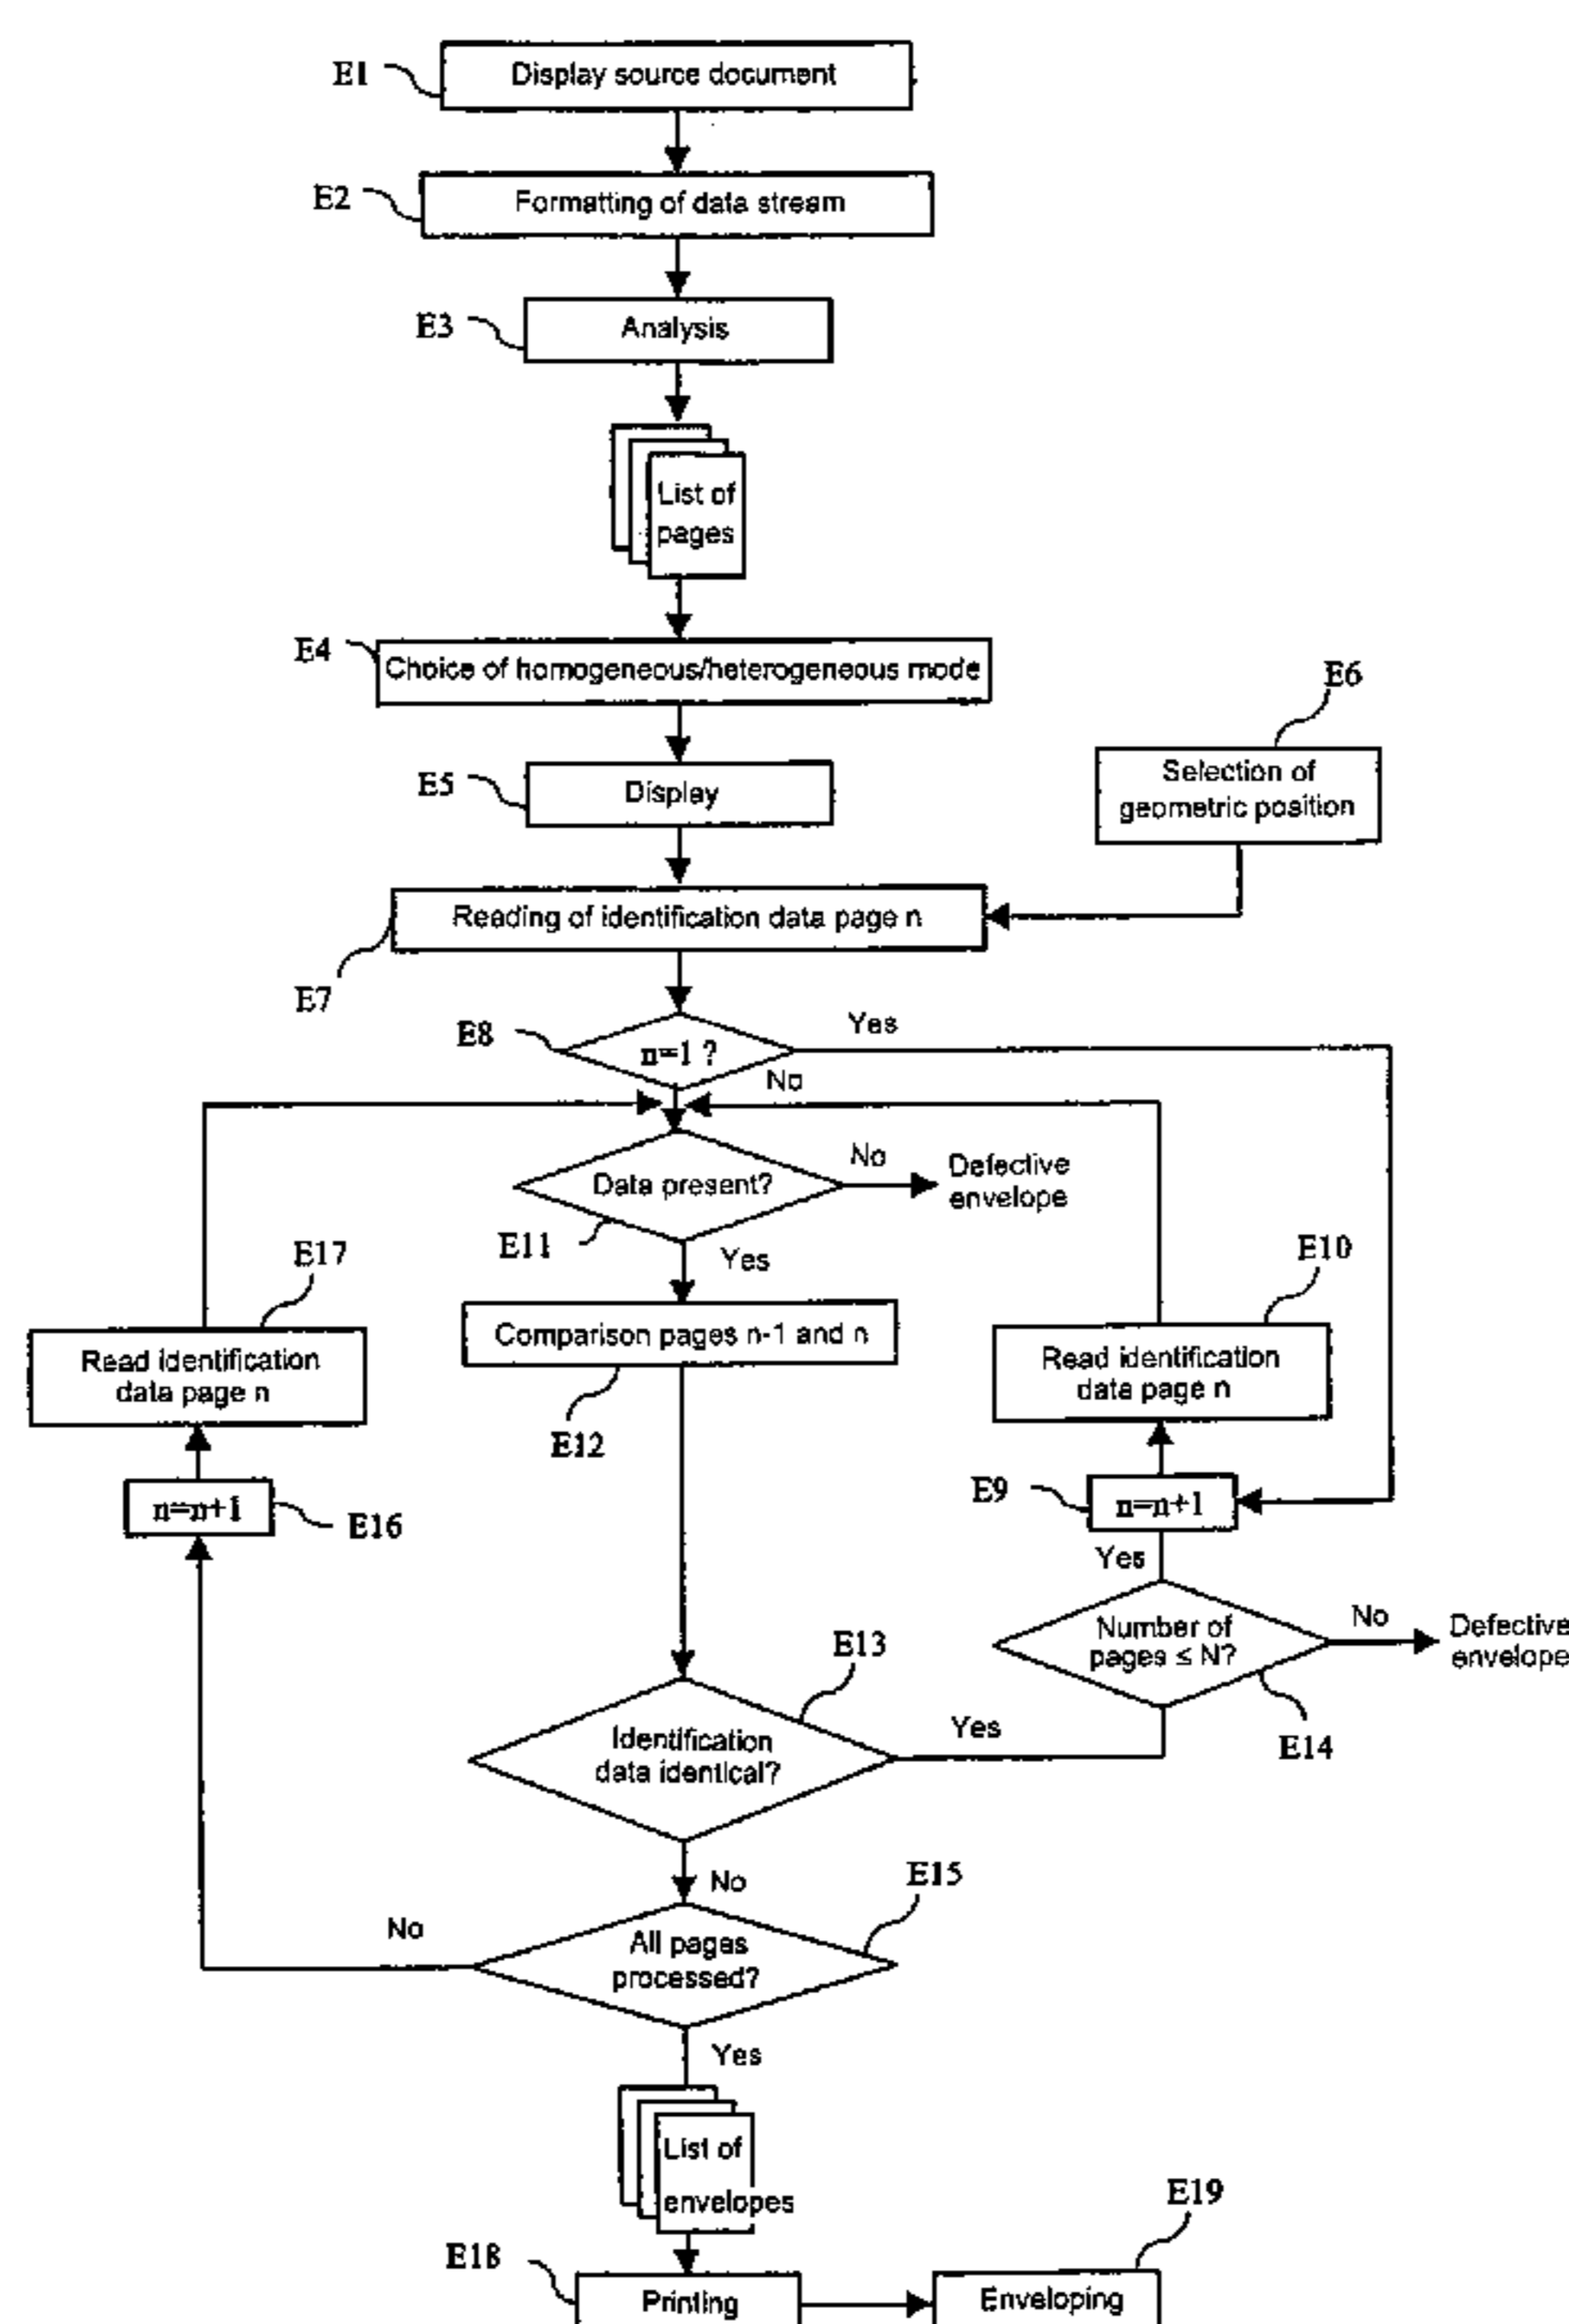 E1
Display source document
E2
Formatting of data stream
E3
Analysis
List of
pages
E4
Choice of homogeneous/heterogeneous mode
E6
Selection of
geometric position
E5
Display
Reading of identification data page n
E7
E8
n=1 ?
Yes
No
Data present?
No
Defective
envelope
E11
Yes
E17
E10
Read identification
data page n
Comparison pages n-1 and n
Read identification
data page n
E12
n=n+1
E16
E9
n=n+1
Yes
Number of
pages ≤ N?
No
Defective
envelope
E13
E14
Identification
data identical?
Yes
No
E15
No
All pages
processed?
Yes
List of
envelopes
E19
E18
Printing
Enveloping